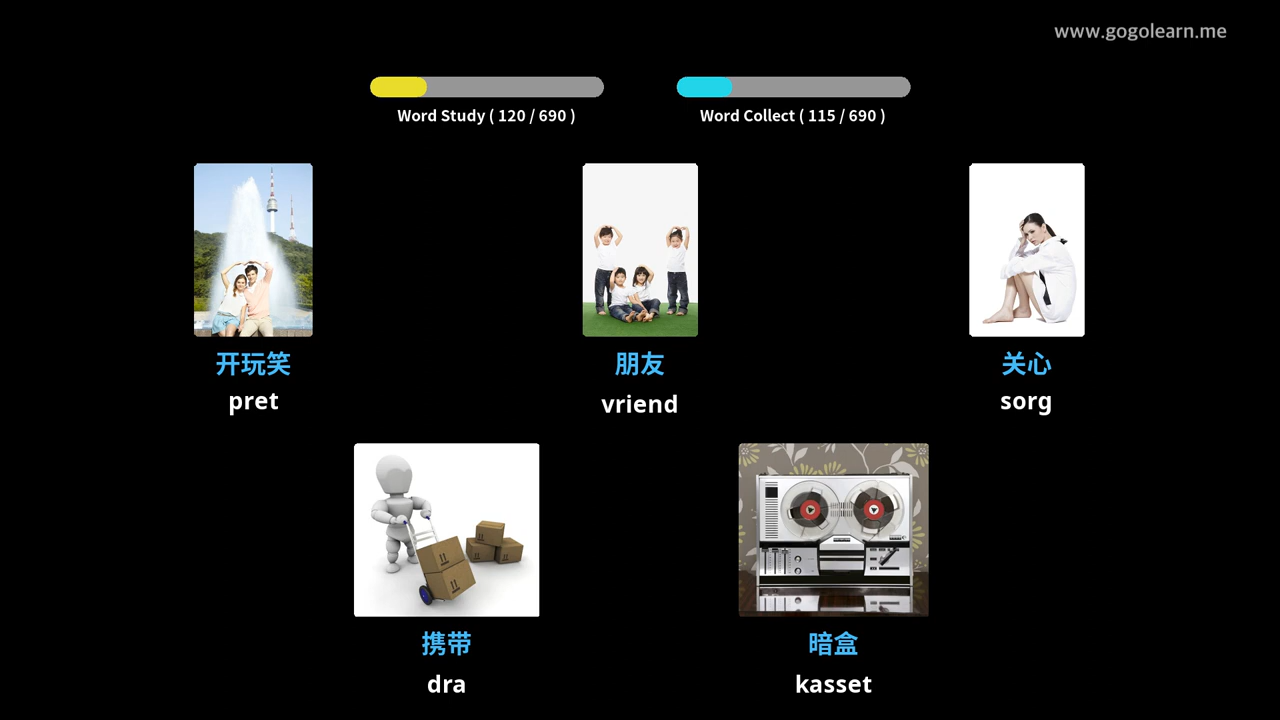 www.gogolearn.me
Word Study ( 120 / 690 )
Word Collect ( 115 / 690 )
开玩笑
pret
朋友
vriend
关心
sorg
携带
dra
暗盒
kasset